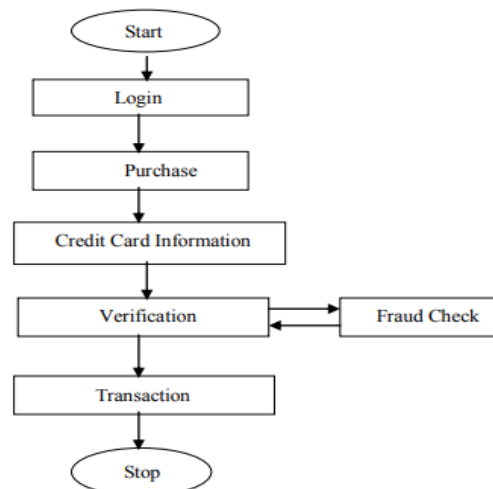 Start
Login
Purchase
Credit Card Information
Verification
Fraud Check
Transaction
Stop